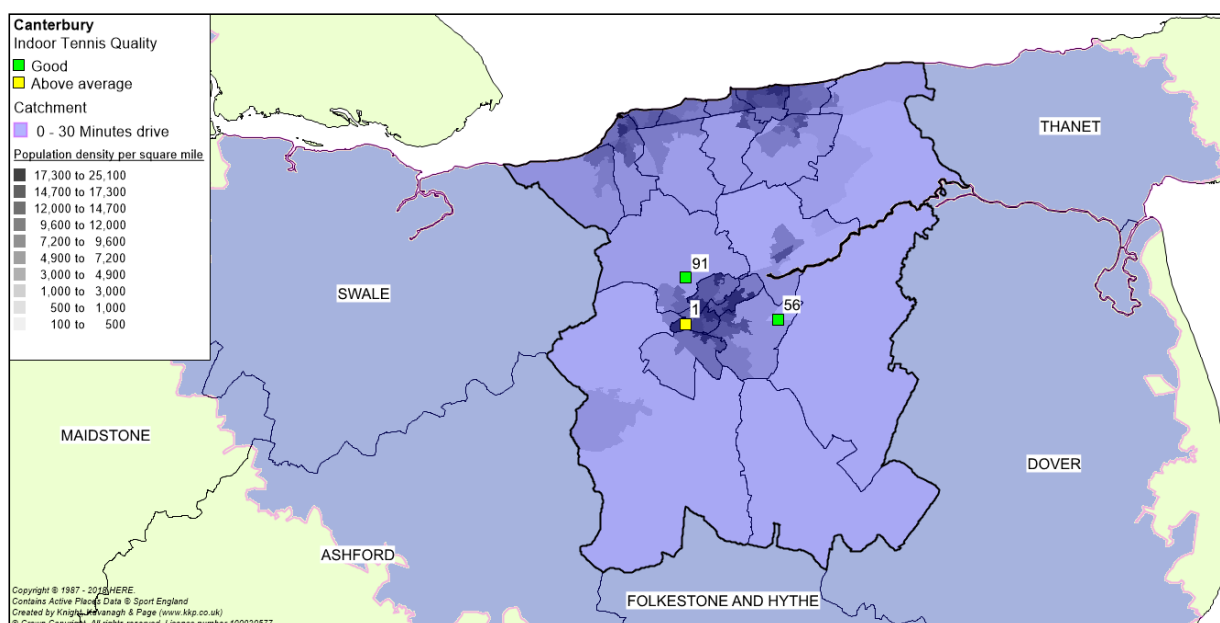 Canterbury
Indoor Tennis Quality
Good
Above average
Catchment
0 - 30 Minutes drive
Population density per square mile
17,300 to 25,100
14,700 to 17,300
12,000 to 14,700
9,600 to 12,000
7,200 to 9,600
4,900 to 7,200
3,000 to 4,900
1,000 to 3,000
500 to 1,000
100 to 500
THANET
91
SWALE
1
56
MAIDSTONE
DOVER
ASHFORD
FOLKESTONE AND HYTHE
Copyright © 1987 - 2018 HERE.
Contains Active Places Data © Sport England
Created by Knight, Kavanagh & Page (www.kkp.co.uk)
© Crown Copyright. All rights reserved. Licence number 100020577